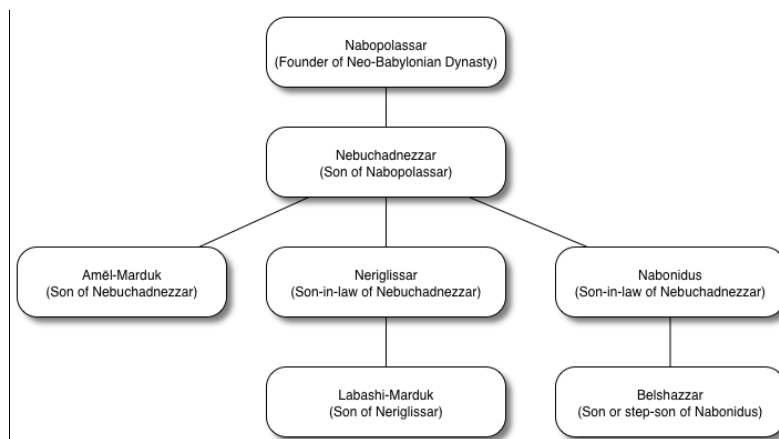 Nabopolassar
(Founder of Neo-Babylonian Dynasty)
Nebuchadnezzar
(Son of Nabopolassar)
Amēl-Marduk
(Son of Nebuchadnezzar)
Neriglissar
(Son-in-law of Nebuchadnezzar)
Nabonidus
(Son-in-law of Nebuchadnezzar)
Labashi-Marduk
(Son of Neriglissar)
Belshazzar
(Son or step-son of Nabonidus)